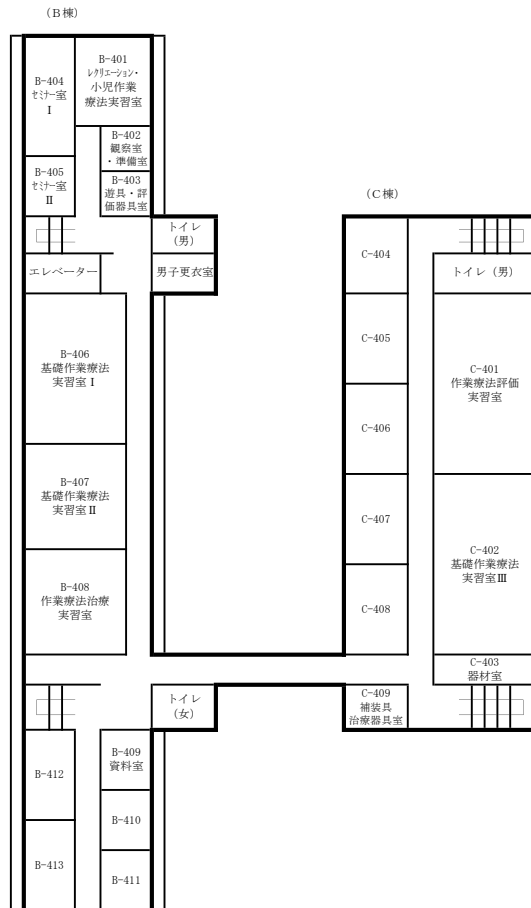 (B棟)
B-404
ｾﾐﾅｰ室
Ⅰ
B-401
ﾚｸﾘｴｰｼｮﾝ・
小児作業
療法実習室
B-402
観察室
・準備室
B-405
ｾﾐﾅｰ室
Ⅱ
B-403
遊具・評
価器具室
トイレ
(男)
エレベーター
男子更衣室
B-406
基礎作業療法
実習室Ⅰ
B-407
基礎作業療法
実習室Ⅱ
B-408
作業療法治療
実習室
トイレ
(女)
B-412
B-409
資料室
B-410
B-413
B-411
(C棟)
C-404
トイレ(男)
C-405
C-401
作業療法評価
実習室
C-406
C-407
C-402
基礎作業療法
実習室Ⅲ
C-408
C-403
器材室
C-409
補装具
治療器具室